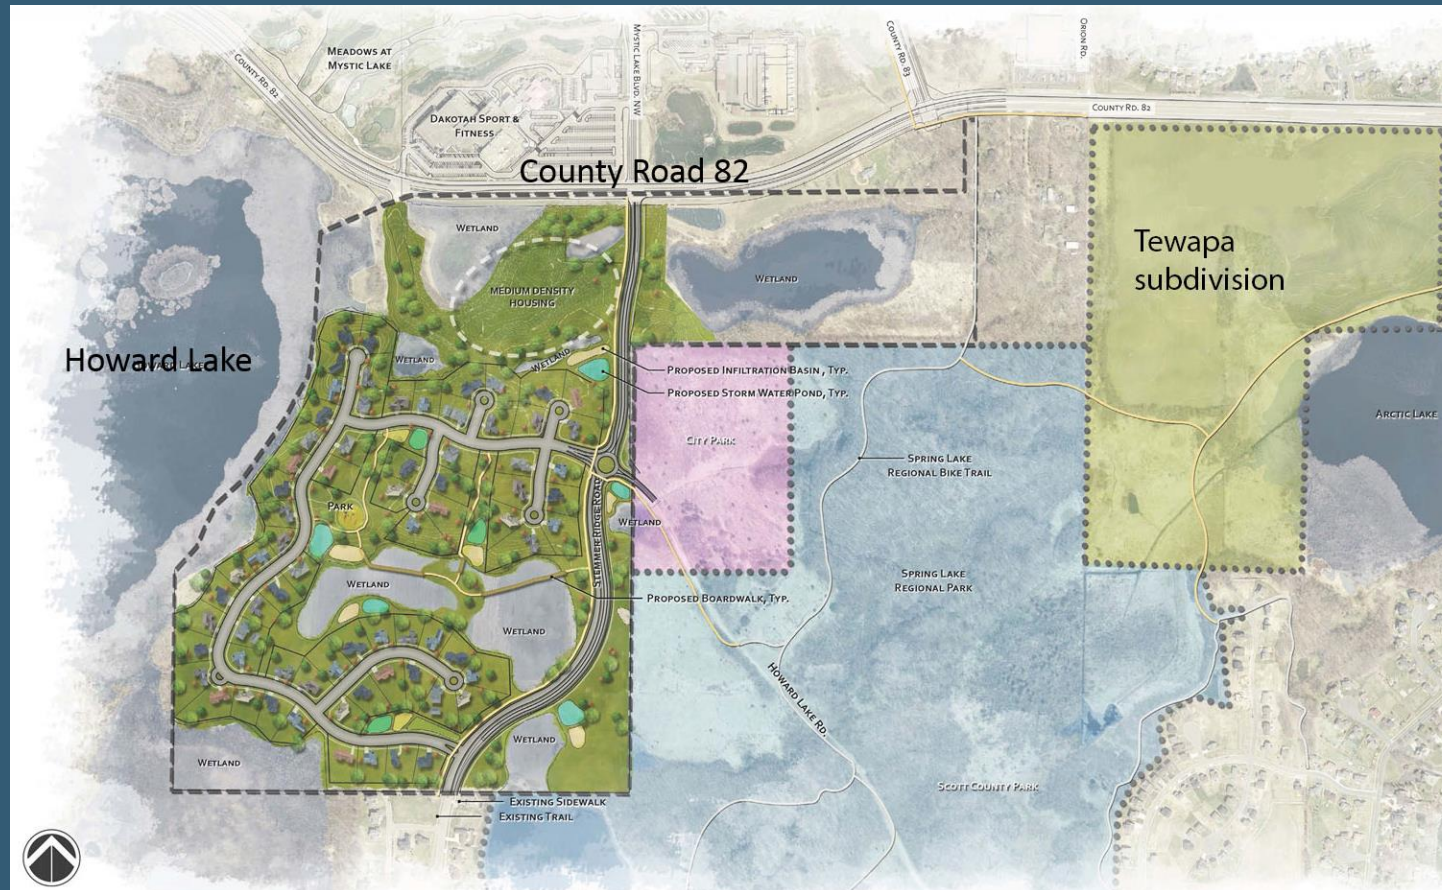 MEADOWS AT
MYSTIC LAKE
COUNTY RD. 82
MYSTIC LAKE BLVD. NW
COUNTY RD. 83
ORION RD.
COUNTY RD. 82
DAKOTAH SPORT &
FITNESS
County Road 82
WETLAND
Tewapa
subdivision
WETLAND
MEDIUM DENSITY
HOUSING
Howard Lake
WETLAND
WETLAND
PROPOSED INFILTRATION BASIN, TYP.
PROPOSED STORM WATER POND, TYP.
ARCTIC LAKE
CITY PARK
SPRING LAKE
REGIONAL BIKE TRAIL
PARK
STEMMER RIDGE ROAD
WETLAND
WETLAND
SPRING LAKE
REGIONAL PARK
PROPOSED BOARDWALK, TYP.
WETLAND
HOWARD LAKE RD.
WETLAND
WETLAND
SCOTT COUNTY PARK
EXISTING SIDEWALK
EXISTING TRAIL